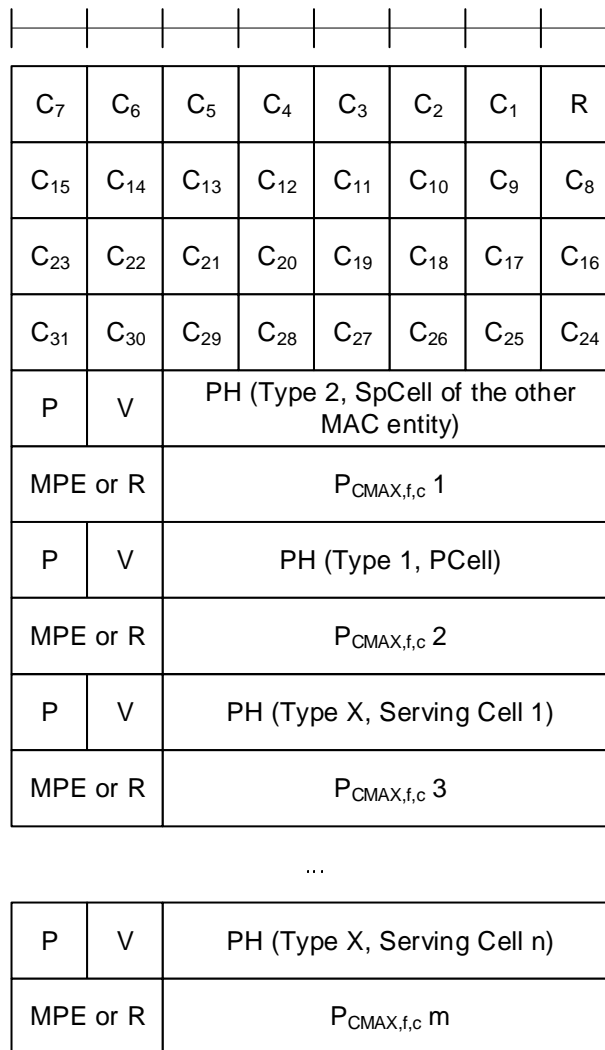 C7 C6 C5 C4 C3 C2 C1 R
C15 C14 C13 C12 C11 C10 C9 C8
C23 C22 C21 C20 C19 C18 C17 C16
C31 C30 C29 C28 C27 C26 C25 C24
P V PH (Type 2, SpCell of the other
MAC entity)
MPE or R PCMAX,f,c 1
P V PH (Type 1, PCell)
MPE or R PCMAX,f,c 2
P V PH (Type X, Serving Cell 1)
MPE or R PCMAX,f,c 3
...
P V PH (Type X, Serving Cell n)
MPE or R PCMAX,f,c m